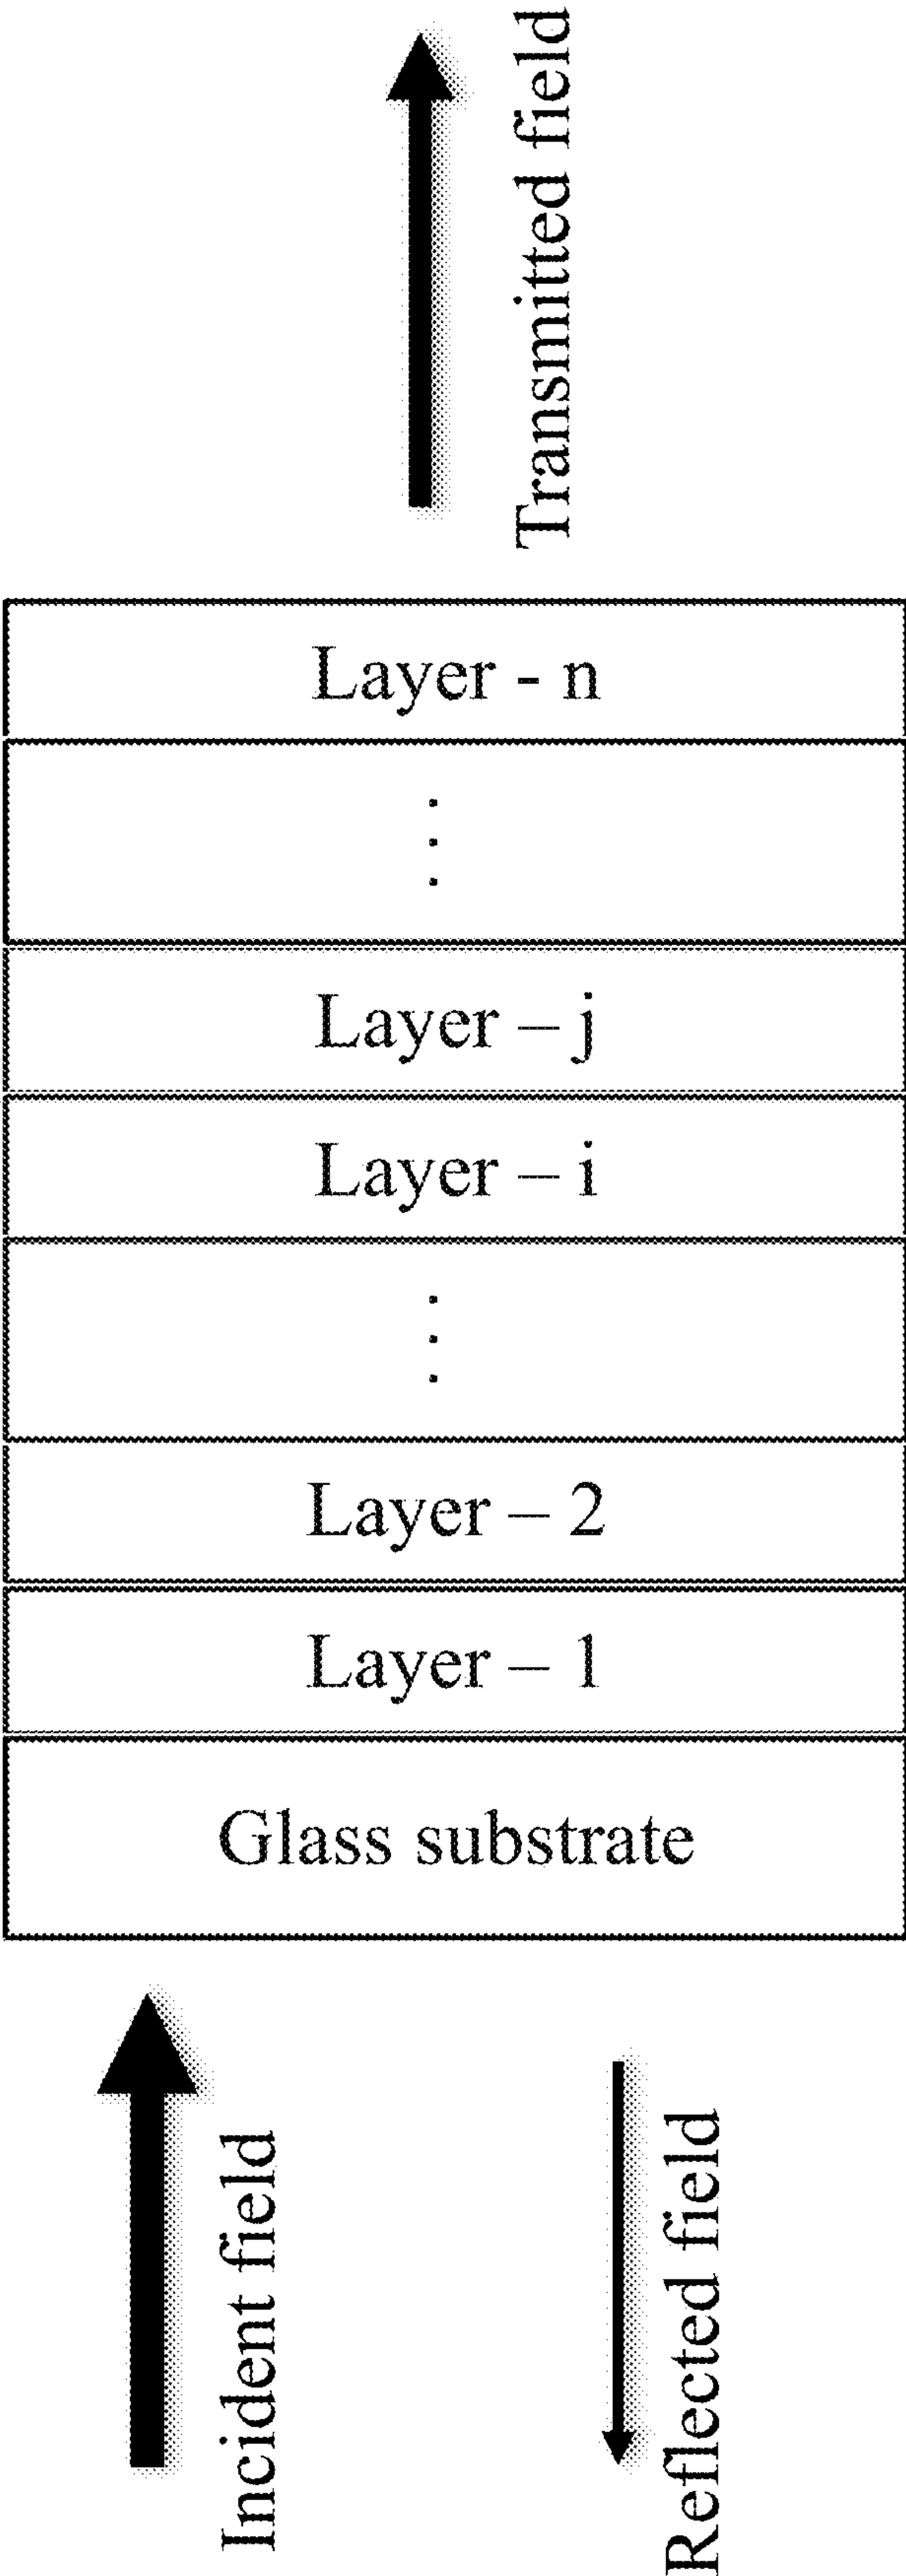 Transmitted field
Layer - n
⋮
Layer – j
Layer – i
⋮
Layer – 2
Layer – 1
Glass substrate
Incident field
Reflected field